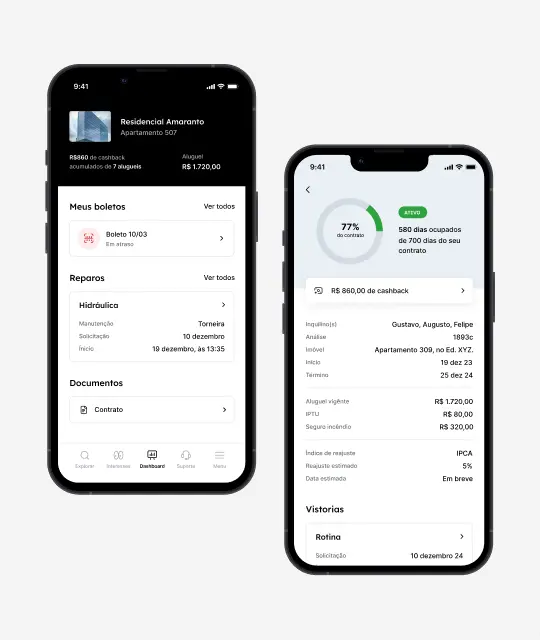 9:41
Residencial Amaranto
Apartamento 507
R$860 de cashback
acumulados de 7 alugueis
Aluguel
R$ 1.720,00
Meus boletos
Ver todos
Boleto 10/03
Em atraso
Reparos
Ver todos
Hidráulica
Manutenção
Torneira
Solicitação
10 dezembro
Início
19 dezembro, às 13:35
Documentos
Contrato
Explorar
Interesses
Dashboard
Suporte
Menu
9:41
77%
do contrato
ATIVO
580 dias ocupados
de 700 dias do seu
contrato
R$ 860,00 de cashback
Inquilino(s)
Gustavo, Augusto, Felipe
Análise
1893c
Imóvel
Apartamento 309, no Ed. XYZ.
Início
19 dez 23
Término
25 dez 24
Aluguel vigênte
R$ 1.720,00
IPTU
R$ 80,00
Seguro incêndio
R$ 320,00
Índice de reajuste
IPCA
Reajuste estimado
5%
Data estimada
Em breve
Vistorias
Rotina
Solicitação
10 dezembro 24